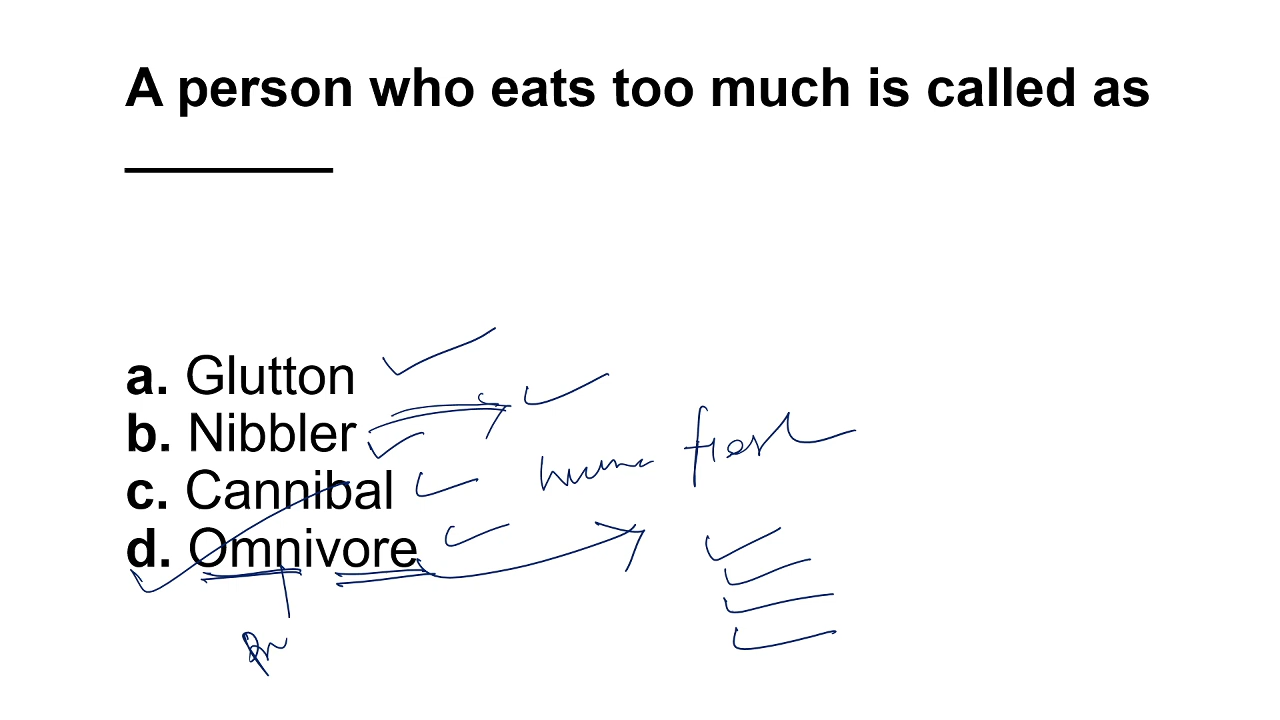 A person who eats too much is called as
________
a. Glutton
b. Nibbler
c. Cannibal human flesh
d. Omnivore